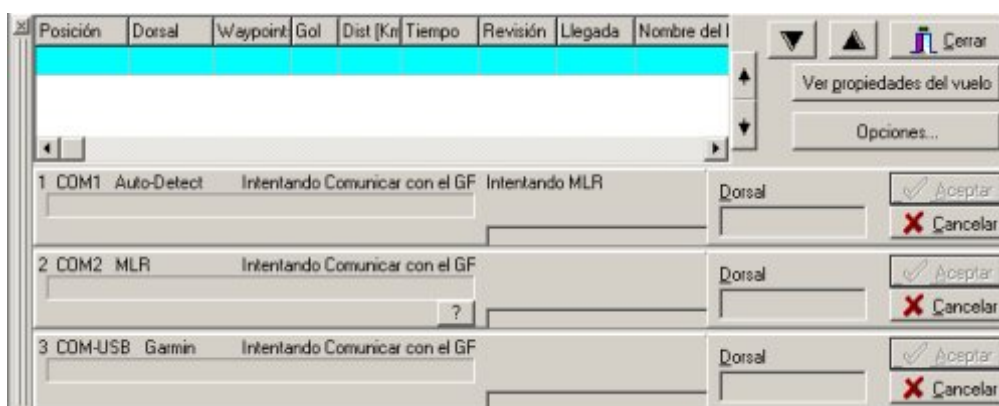 Posición Dorsal Waypoint Gol Dist [Km Tiempo Revisión Llegada Nombre del
Cerrar
Ver propiedades del vuelo
Opciones...
1 COM1 Auto-Detect Intentando Comunicar con el GF Intentando MLR
Dorsal
Aceptar
Cancelar
2 COM2 MLR Intentando Comunicar con el GF
?
Dorsal
Aceptar
Cancelar
3 COM-USB Garmin Intentando Comunicar con el GF
Dorsal
Aceptar
Cancelar